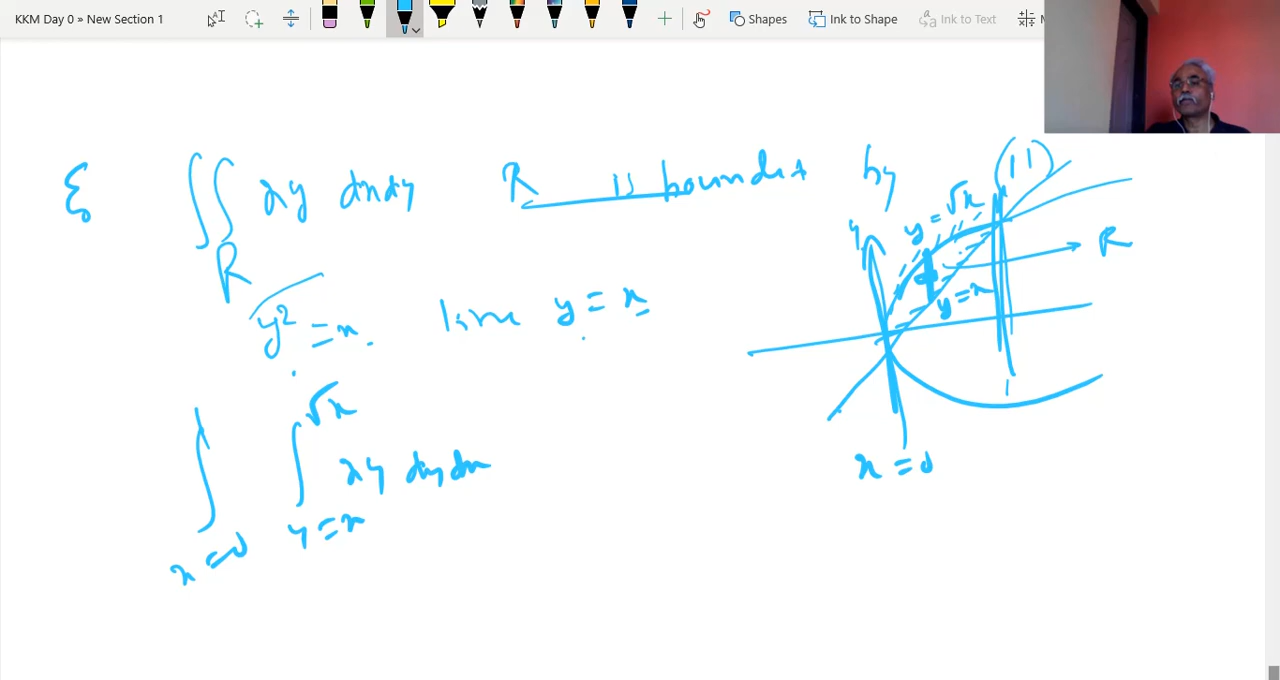 KKM Day 0 » New Section 1
Shapes Ink to Shape Ink to Text
∬ xy dxdy R is bounded by
R
y² = x line y = x
∫ ∫ xy dy dx
√x
x=0 y=x
(1 1)
y = √x
y
R
y = x
1
x = 0